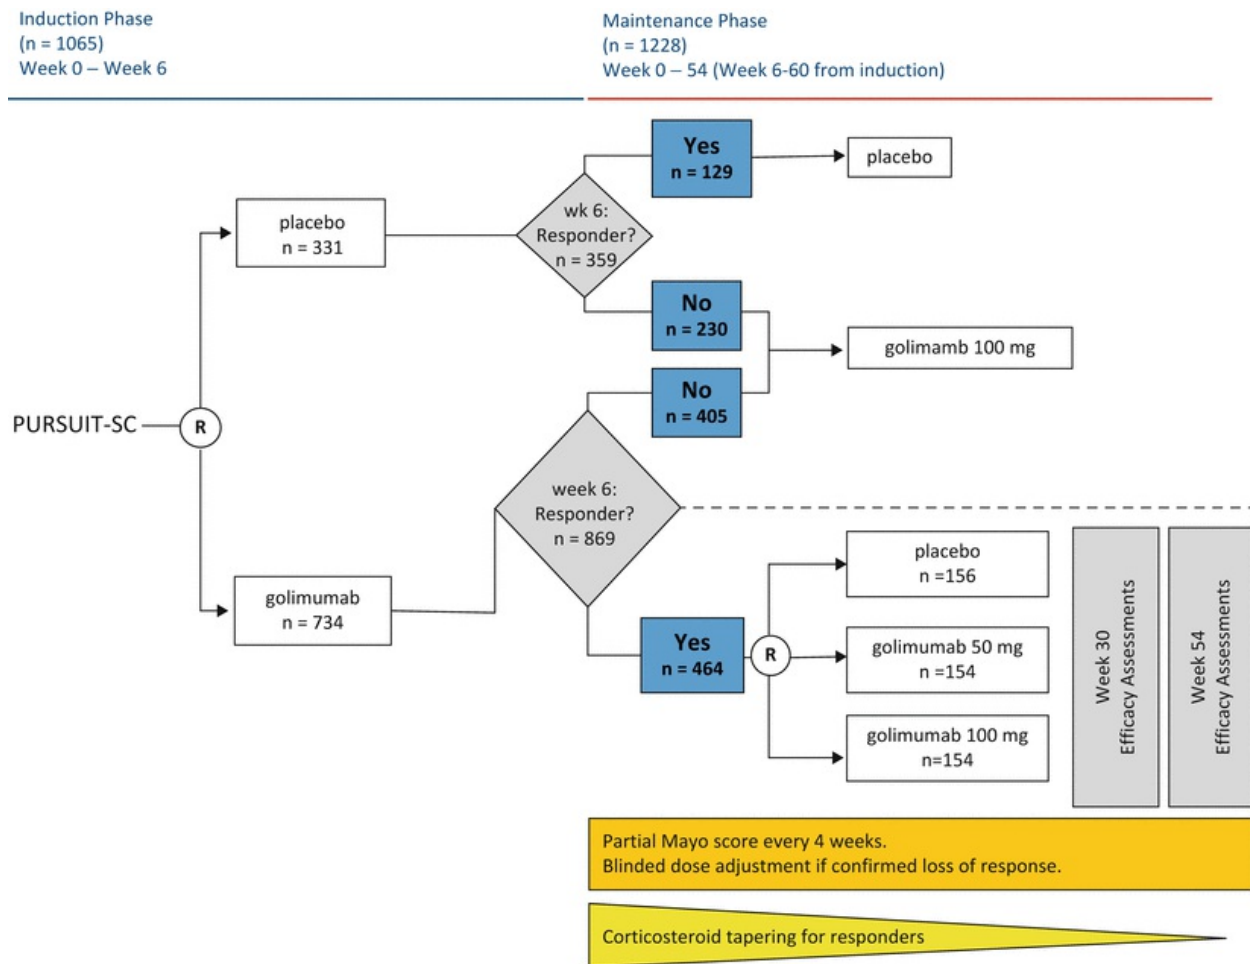 Induction Phase
(n = 1065)
Week 0 – Week 6
Maintenance Phase
(n = 1228)
Week 0 – 54 (Week 6-60 from induction)
Yes
n = 129
placebo
placebo
n = 331
wk 6:
Responder?
n = 359
No
n = 230
golimamb 100 mg
No
n = 405
PURSUIT-SC
R
week 6:
Responder?
n = 869
golimumab
n = 734
Yes
n = 464
R
placebo
n =156
golimumab 50 mg
n =154
golimumab 100 mg
n=154
Week 30
Efficacy Assessments
Week 54
Efficacy Assessments
Partial Mayo score every 4 weeks.
Blinded dose adjustment if confirmed loss of response.
Corticosteroid tapering for responders